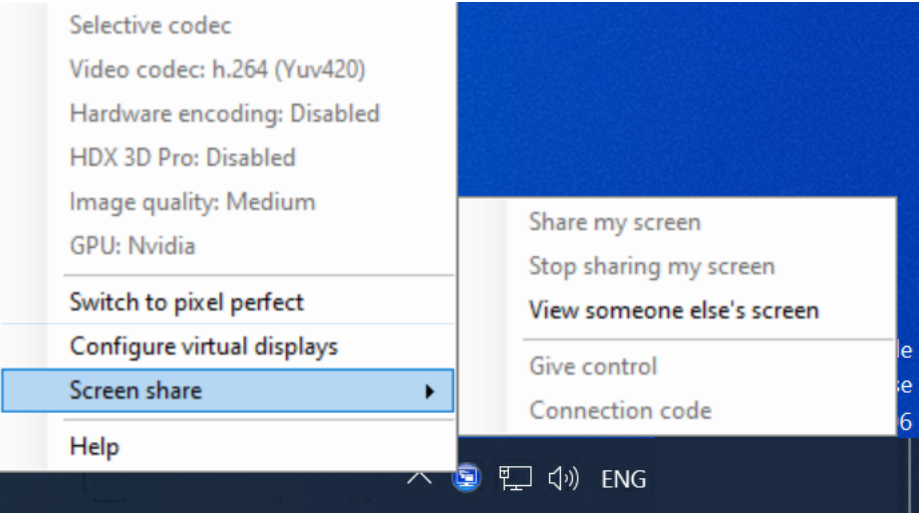 Selective codec
Video codec: h.264 (Yuv420)
Hardware encoding: Disabled
HDX 3D Pro: Disabled
Image quality: Medium
GPU: Nvidia
Switch to pixel perfect
Configure virtual displays
Screen share
Help
Share my screen
Stop sharing my screen
View someone else's screen
Give control
Connection code
ENG